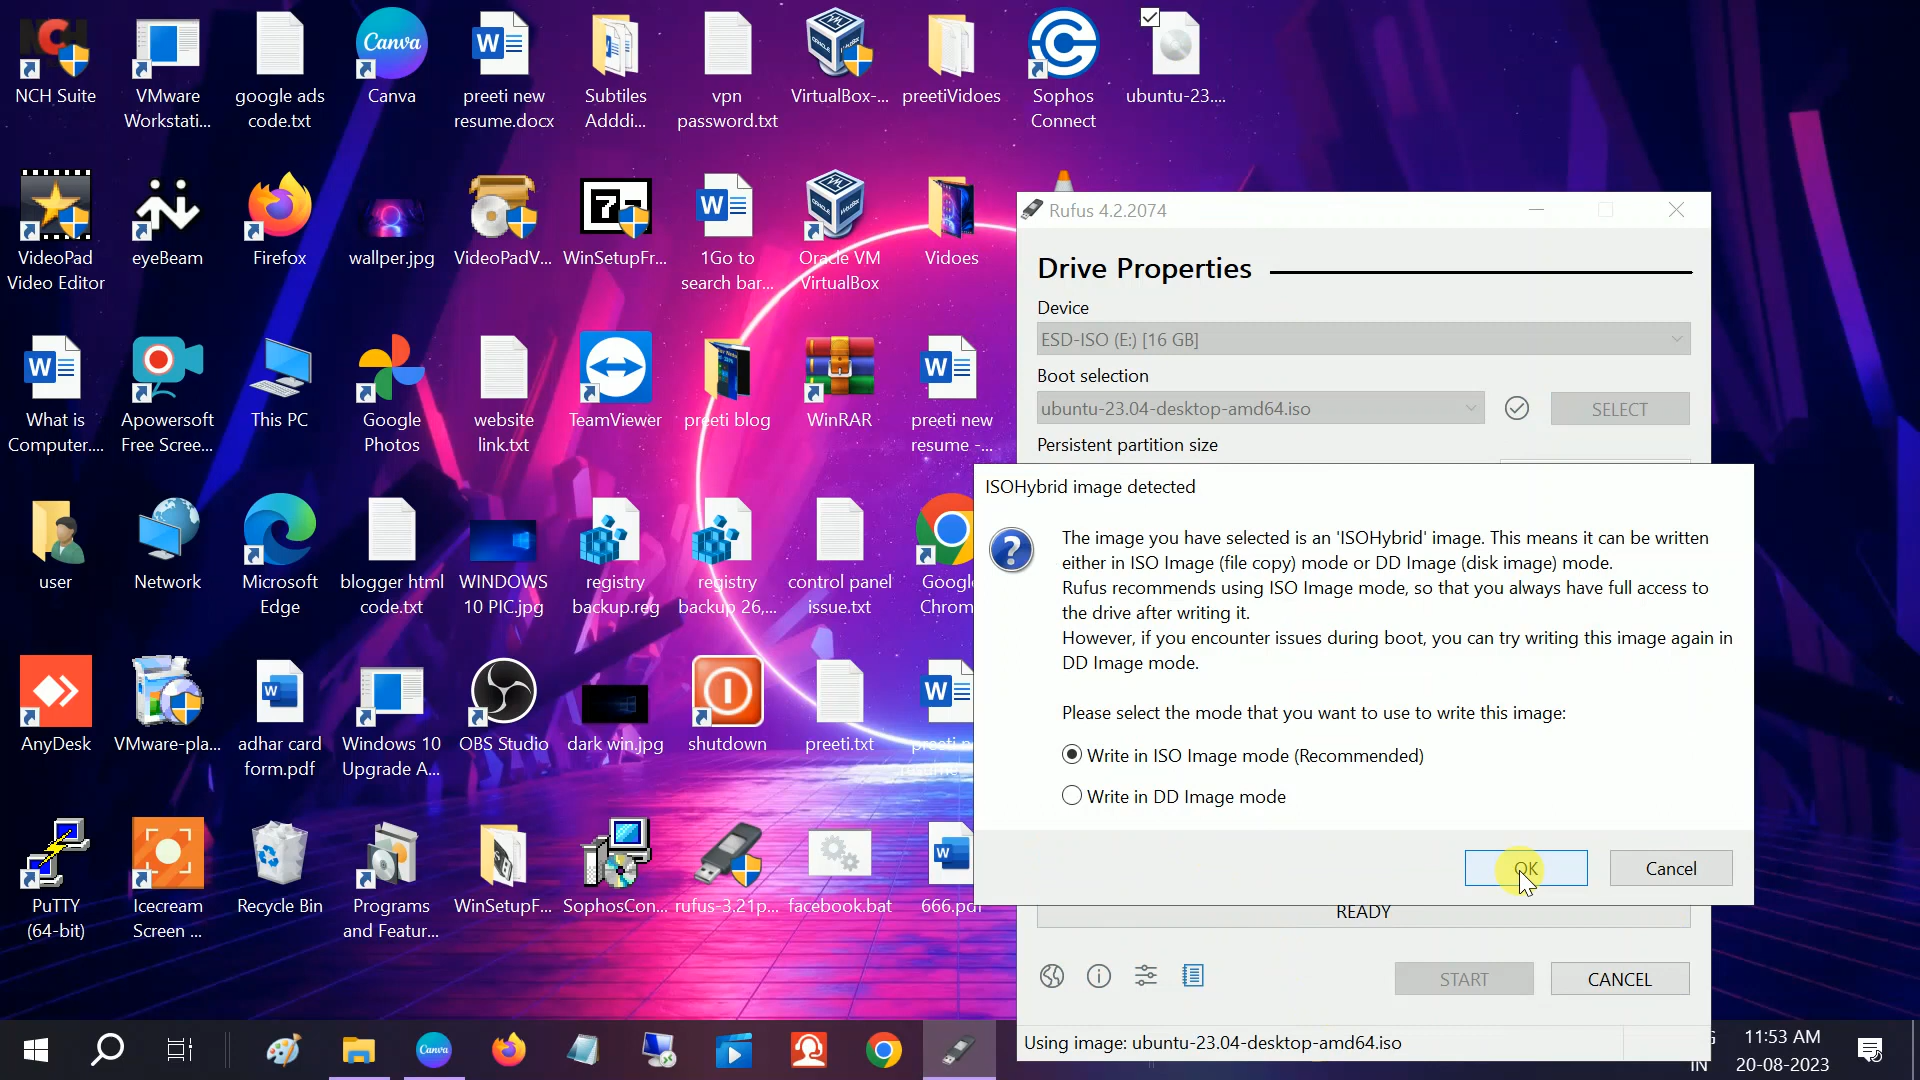 NCH Suite
VMware
Workstati...
google ads
code.txt
Canva
Canva
preeti new
resume.docx
Subtiles
Adddi...
vpn
password.txt
VirtualBox-...
preetiVidoes
Sophos
Connect
ubuntu-23....
VideoPad
Video Editor
eyeBeam
Firefox
wallper.jpg
VideoPadV...
WinSetupFr...
1Go to
search bar...
Oracle VM
VirtualBox
Vidoes
What is
Computer....
Apowersoft
Free Scree...
This PC
Google
Photos
website
link.txt
TeamViewer
preeti blog
WinRAR
preeti new
resume -...
user
Network
Microsoft
Edge
blogger html
code.txt
WINDOWS
10 PIC.jpg
registry
backup.reg
registry
backup 26,...
control panel
issue.txt
Google
Chrom
AnyDesk
VMware-pla...
adhar card
form.pdf
Windows 10
Upgrade A...
OBS Studio
dark win.jpg
shutdown
preeti.txt
PuTTY
(64-bit)
Icecream
Screen ...
Recycle Bin
Programs
and Featur...
WinSetupF...
SophosCon...
rufus-3.21p...
facebook.bat
666.pdf
Rufus 4.2.2074
Drive Properties
Device
ESD-ISO (E:) [16 GB]
Boot selection
ubuntu-23.04-desktop-amd64.iso
SELECT
Persistent partition size
ISOHybrid image detected
The image you have selected is an 'ISOHybrid' image. This means it can be written
either in ISO Image (file copy) mode or DD Image (disk image) mode.
Rufus recommends using ISO Image mode, so that you always have full access to
the drive after writing it.
However, if you encounter issues during boot, you can try writing this image again in
DD Image mode.
Please select the mode that you want to use to write this image:
Write in ISO Image mode (Recommended)
Write in DD Image mode
OK
Cancel
READY
START
CANCEL
Using image: ubuntu-23.04-desktop-amd64.iso
Canva
IN
11:53 AM
20-08-2023